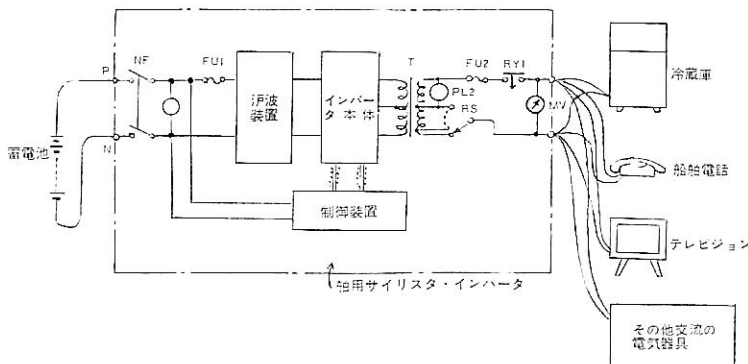 P
NF
FU1
濾波
装置
インバー
タ本体
T
FU2
RY1
PL2
RS
MV
冷蔵庫
蓄電池
N
制御装置
船舶電話
テレビジョン
舶用サイリスタ・インバータ
その他交流の
電気器具